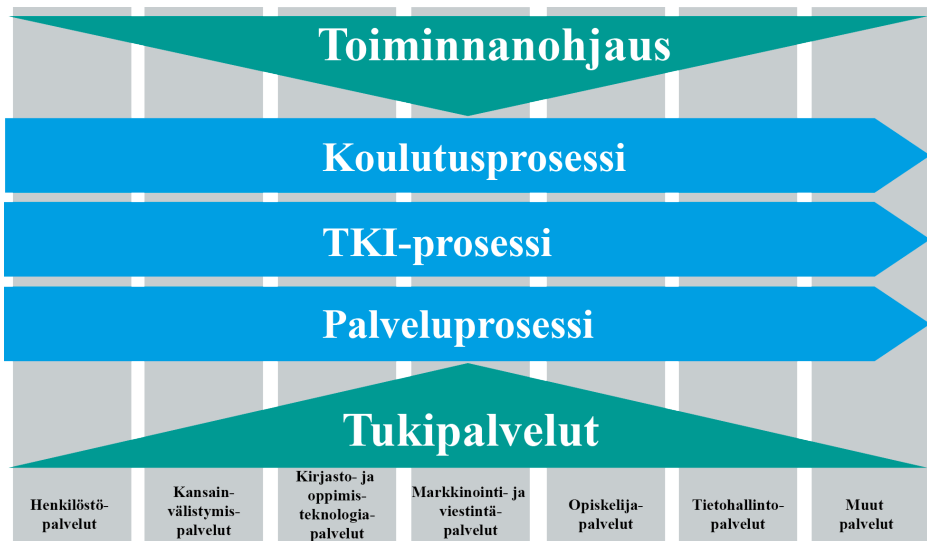 Toiminnanohjaus
Koulutusprosessi
TKI-prosessi
Palveluprosessi
Tukipalvelut
Henkilöstö-
palvelut
Kansain-
välistymis-
palvelut
Kirjasto- ja
oppimis-
teknologia-
palvelut
Markkinointi- ja
viestintä-
palvelut
Opiskelija-
palvelut
Tietohallinto-
palvelut
Muut
palvelut